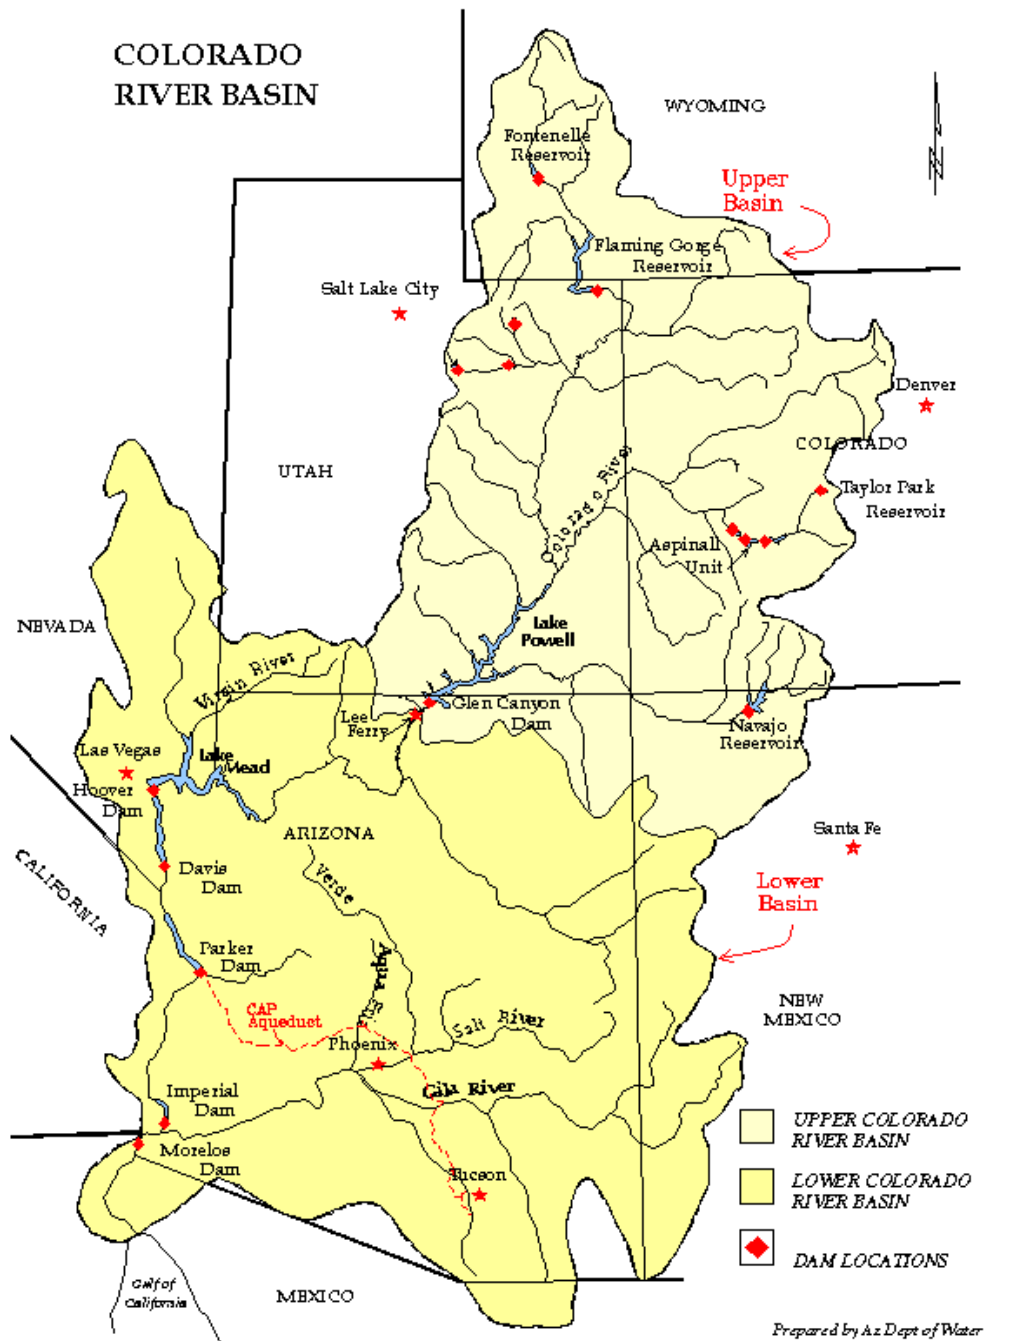 COLORADO
RIVER BASIN
WYOMING
Fontenelle
Reservoir
Upper
Basin
Flaming Gorge
Reservoir
Salt Lake City
Denver
COLORADO
UTAH
Colorado River
Taylor Park
Reservoir
Aspinall
Unit
NEVADA
Lake
Powell
Virgin River
Glen Canyon
Dam
Lee
Ferry
Navajo
Reservoir
Las Vegas
Lake
Mead
Hoover
Dam
ARIZONA
Santa Fe
CALIFORNIA
Davis
Dam
Verde
Lower
Basin
Parker
Dam
Aqua Fria
CAP
Aqueduct
Salt River
NEW
MEXICO
Phoenix
Gila River
Imperial
Dam
Morelos
Dam
Tucson
UPPER COLORADO
RIVER BASIN
LOWER COLORADO
RIVER BASIN
DAM LOCATIONS
Gulf of
California
MEXICO
N
Prepared by Az Dept of Water